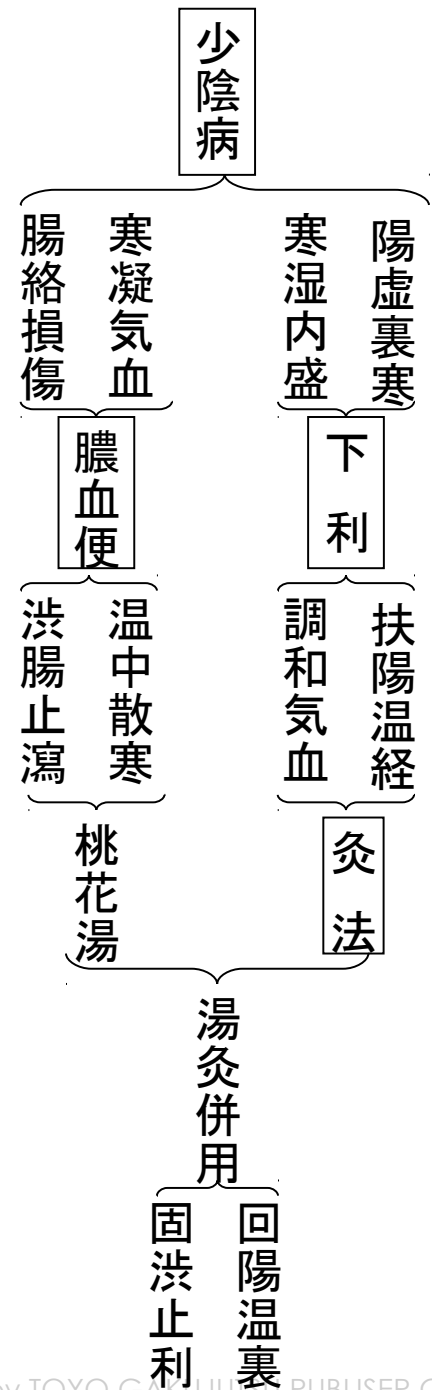 少陰病
陽虚裏寒
寒湿内盛
寒凝気血
腸絡損傷
下利
膿血便
扶陽温経
調和気血
温中散寒
渋腸止瀉
灸法
桃花湯
湯灸併用
回陽温裏
固渋止利